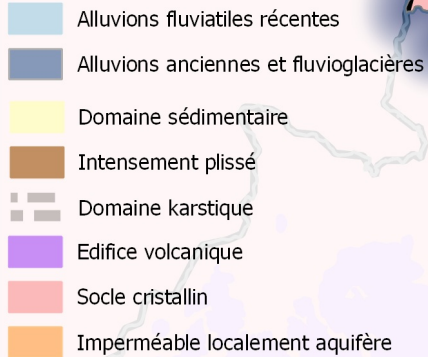 Alluvions fluviatiles récentes
Alluvions anciennes et fluvioglacières
Domaine sédimentaire
Intensement plissé
Domaine karstique
Edifice volcanique
Socle cristallin
Imperméable localement aquifère